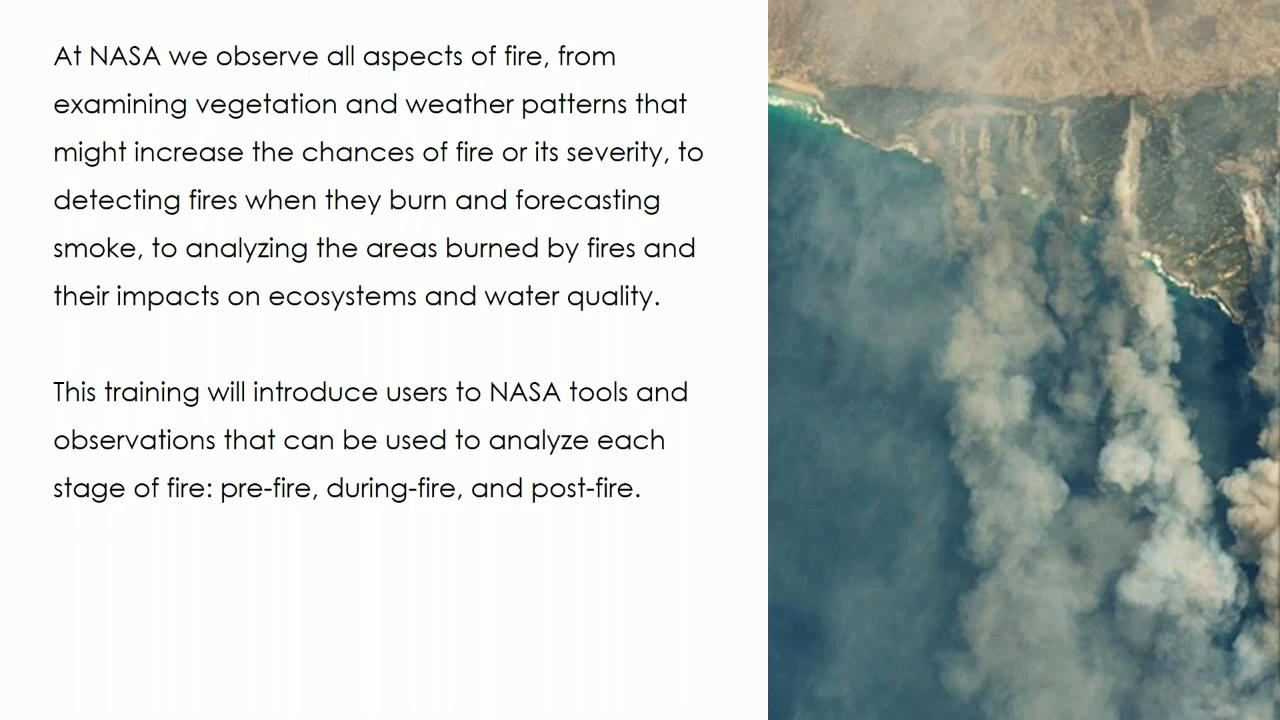 At NASA we observe all aspects of fire, from
examining vegetation and weather patterns that
might increase the chances of fire or its severity, to
detecting fires when they burn and forecasting
smoke, to analyzing the areas burned by fires and
their impacts on ecosystems and water quality.
This training will introduce users to NASA tools and
observations that can be used to analyze each
stage of fire: pre-fire, during-fire, and post-fire.